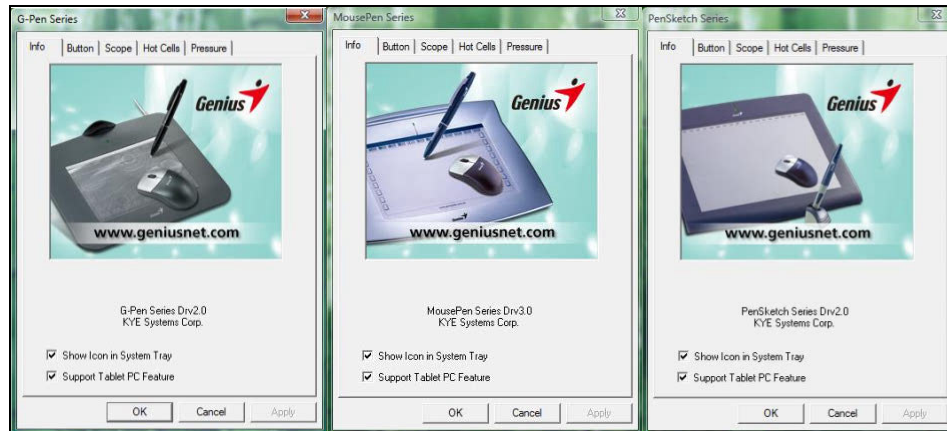 G-Pen Series
Info Button Scope Hot Cells Pressure
Genius
www.geniusnet.com
G-Pen Series Drv2.0
KYE Systems Corp.
Show Icon in System Tray
Support Tablet PC Feature
OK Cancel Apply
MousePen Series
Info Button Scope Hot Cells Pressure
Genius
www.geniusnet.com
MousePen Series Drv3.0
KYE Systems Corp.
Show Icon in System Tray
Support Tablet PC Feature
OK Cancel Apply
PenSketch Series
Info Button Scope Hot Cells Pressure
Genius
www.geniusnet.com
PenSketch Series Drv2.0
KYE Systems Corp.
Show Icon in System Tray
Support Tablet PC Feature
OK Cancel Apply